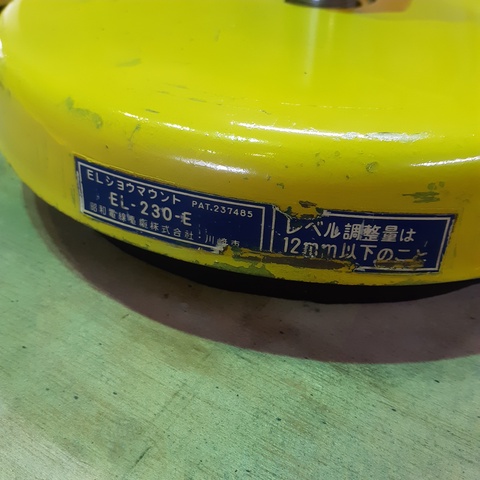 ELショウマウント PAT.237485
EL-230-E
昭和電線電纜株式会社・川崎市
レベル調整量は
12mm以下のこと